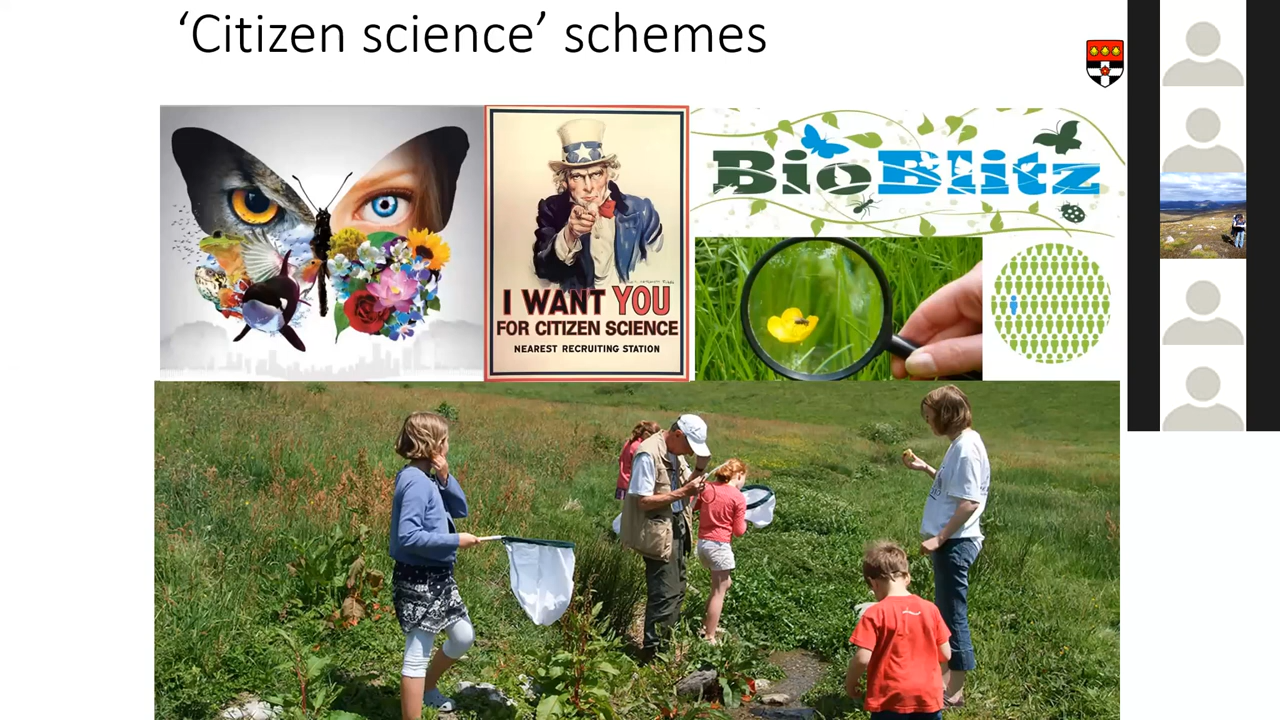 ‘Citizen science’ schemes
I WANT YOU
FOR CITIZEN SCIENCE
NEAREST RECRUITING STATION
BioBlitz